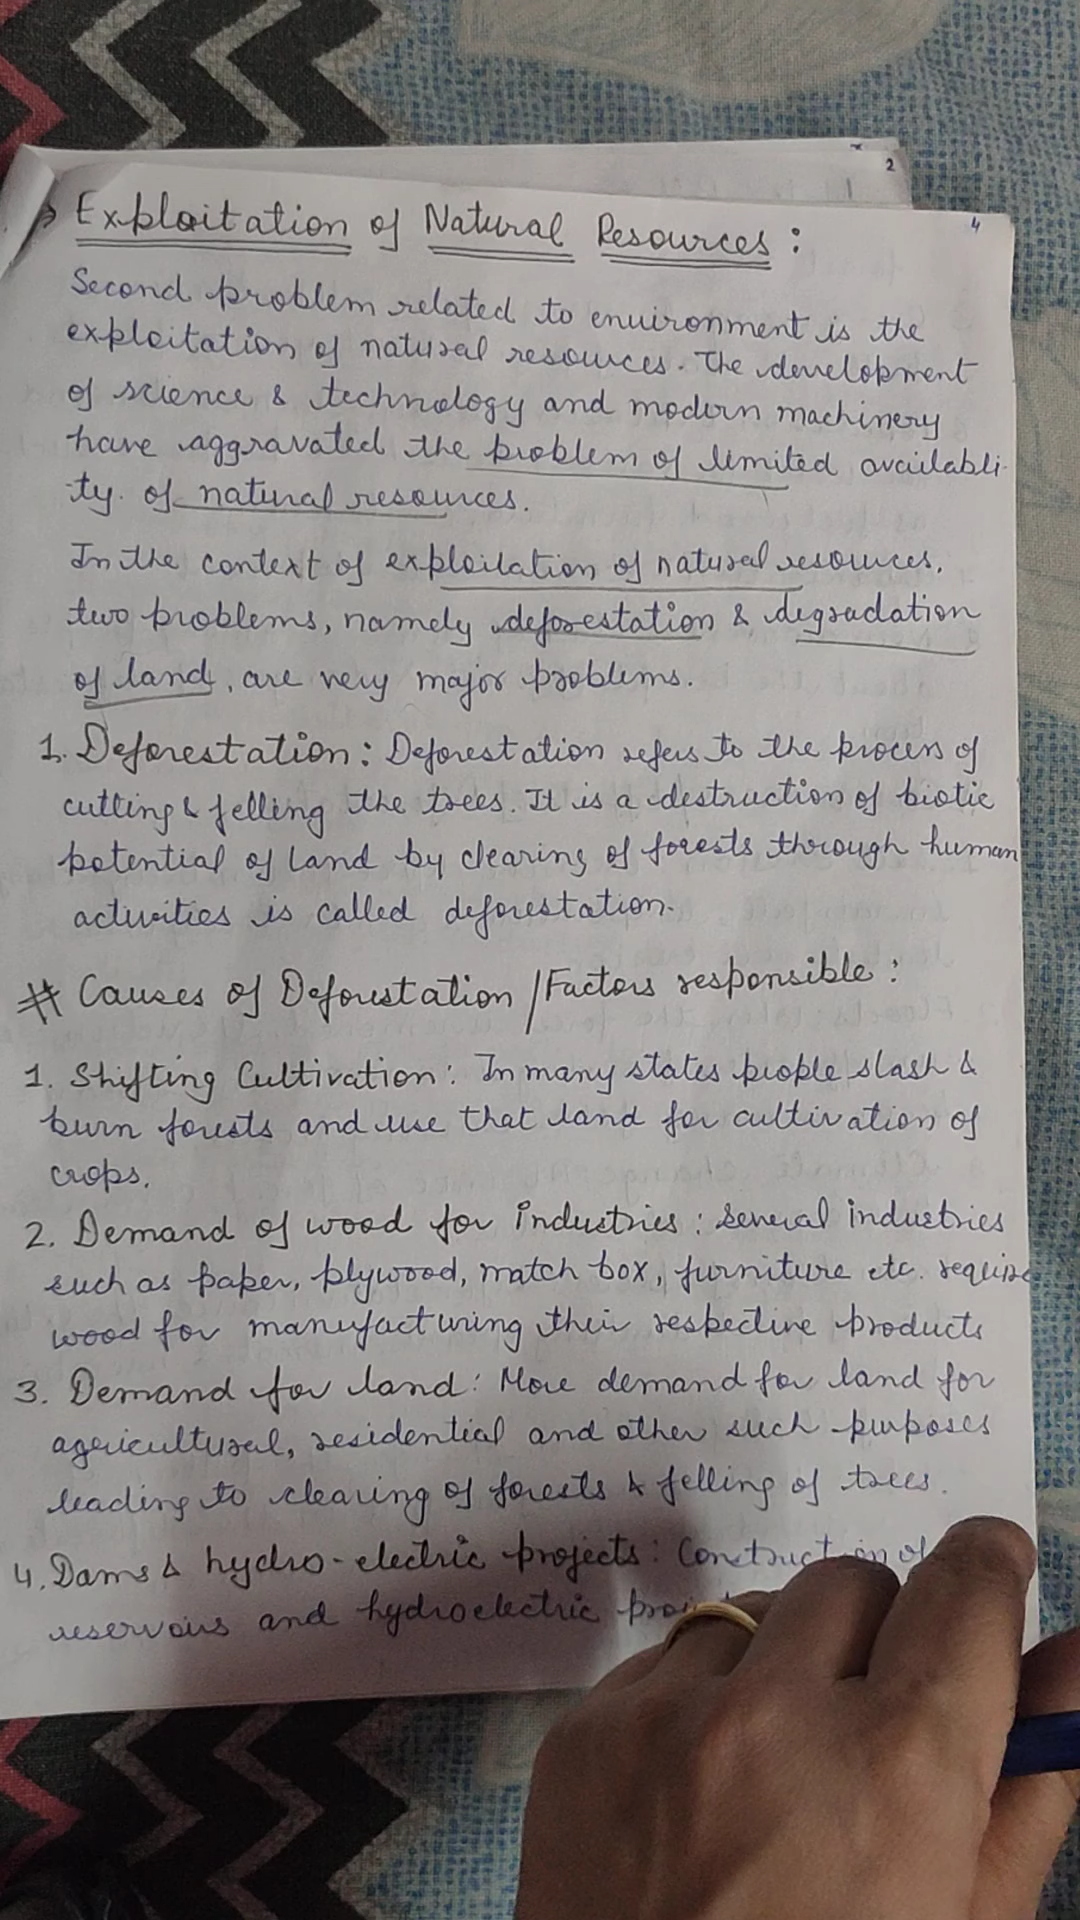 2
4
Exploitation of Natural Resources :
Second problem related to environment is the
exploitation of natural resources. The development
of science & technology and modern machinery
have aggravated the problem of limited availabli-
ty. of natural resources.
In the context of exploitation of natural resources,
two problems, namely deforestation & degradation
of land, are very major problems.
1. Deforestation : Deforestation refers to the process of
cutting & felling the trees. It is a destruction of biotic
potential of land by clearing of forests through human
activities is called deforestation.
# Causes of Deforestation / Factors responsible :
1. Shifting Cultivation : In many states people slash &
burn forests and use that land for cultivation of
crops.
2. Demand of wood for industries : Several industries
such as paper, plywood, match box, furniture etc. require
wood for manufacturing their respective products
3. Demand for land : More demand for land for
agricultural, residential and other such purposes
leading to clearing of forests & felling of trees.
4. Dams & hydro-electric projects : Construction of
reservoirs and hydroelectric